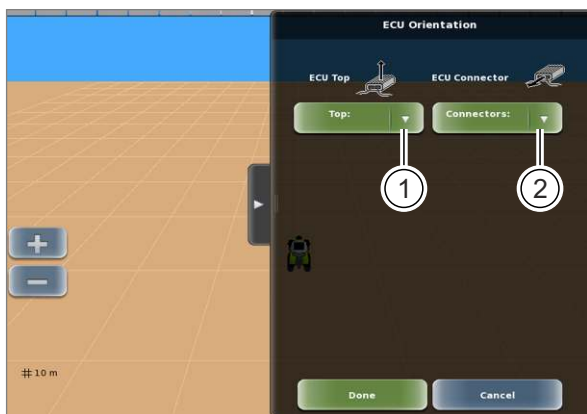 ECU Orientation
ECU Top
ECU Connector
Top:
Connectors:
1
2
+
−
#10 m
Done
Cancel